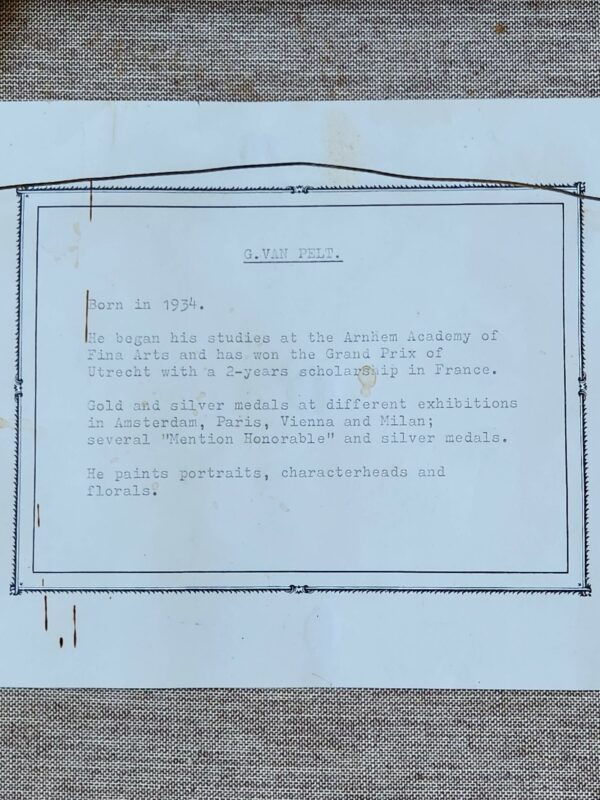 G.VAN PELT.
Born in 1934.
He began his studies at the Arnhem Academy of
Fina Arts and has won the Grand Prix of
Utrecht with a 2-years scholarship in France.
Gold and silver medals at different exhibitions
in Amsterdam, Paris, Vienna and Milan;
several "Mention Honorable" and silver medals.
He paints portraits, characterheads and
florals.